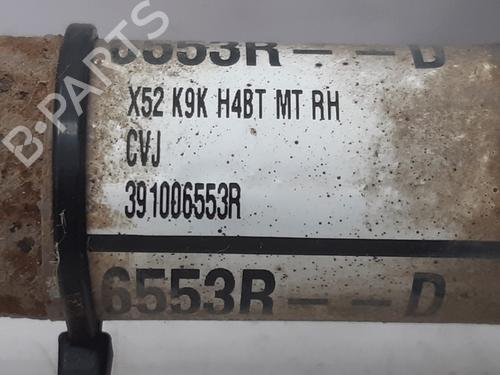 6553R-- --D
X52 K9K H4BT MT RH
CVJ
391006553R
6553R-- --D
B-PARTS